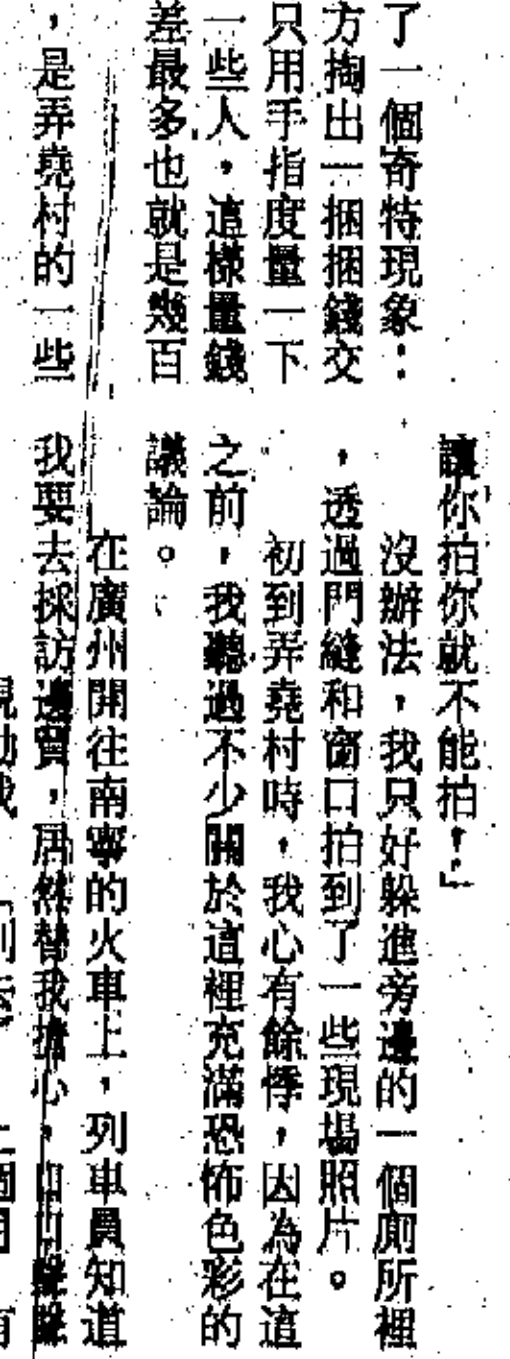 了一個奇特現象：
方掏出一捆捆錢交
只用手指度量一下
一些人，這樣量錢
差最多也就是幾百
，是弄堯村的一些
讓你拍你就不能拍！」
沒辦法，我只好躲進旁邊的一個廁所裡
，透過門縫和窗口拍到了一些現場照片。
初到弄堯村時，我心有餘悸，因為在這
之前，我聽過不少關於這裡充滿恐怖色彩的
議論。
在廣州開往南寧的火車上，列車員知道
我要去採訪邊貿，居然替我擔心，口口聲聲